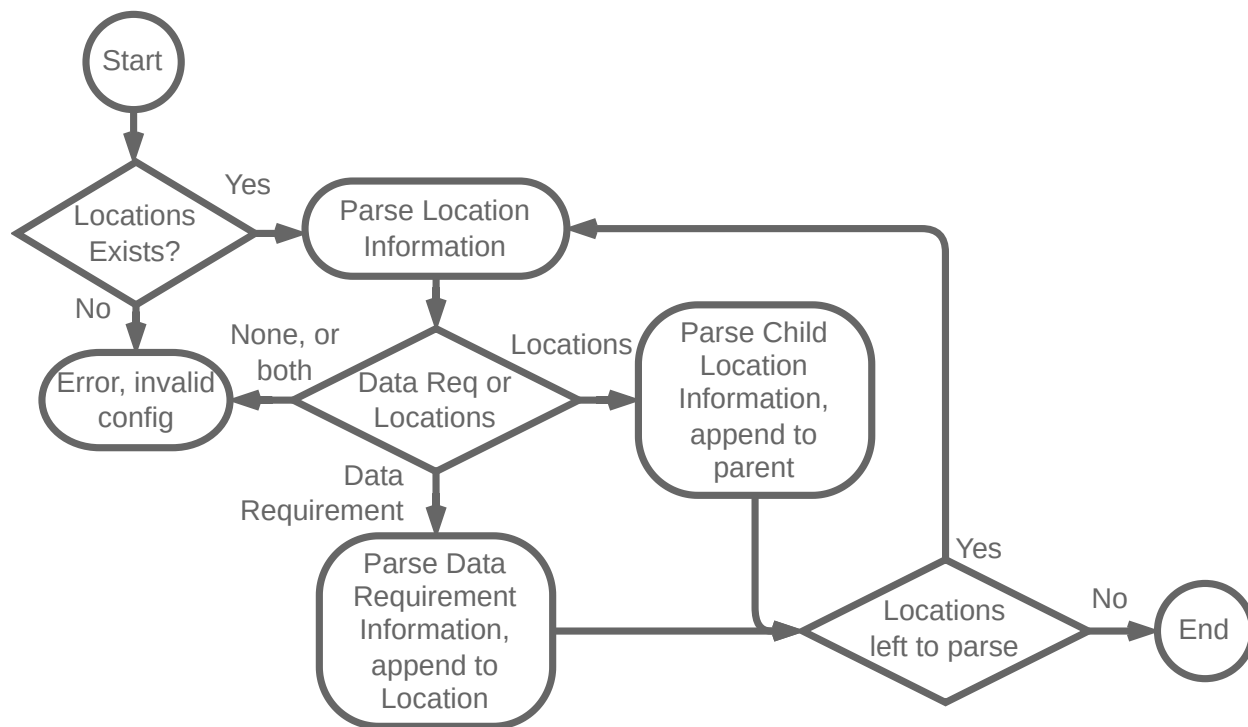 Start
Locations
Exists?
Yes
No
Parse Location
Information
Error, invalid
config
None, or
both
Data Req or
Locations
Locations
Parse Child
Location
Information,
append to
parent
Data
Requirement
Parse Data
Requirement
Information,
append to
Location
Yes
Locations
left to parse
No
End